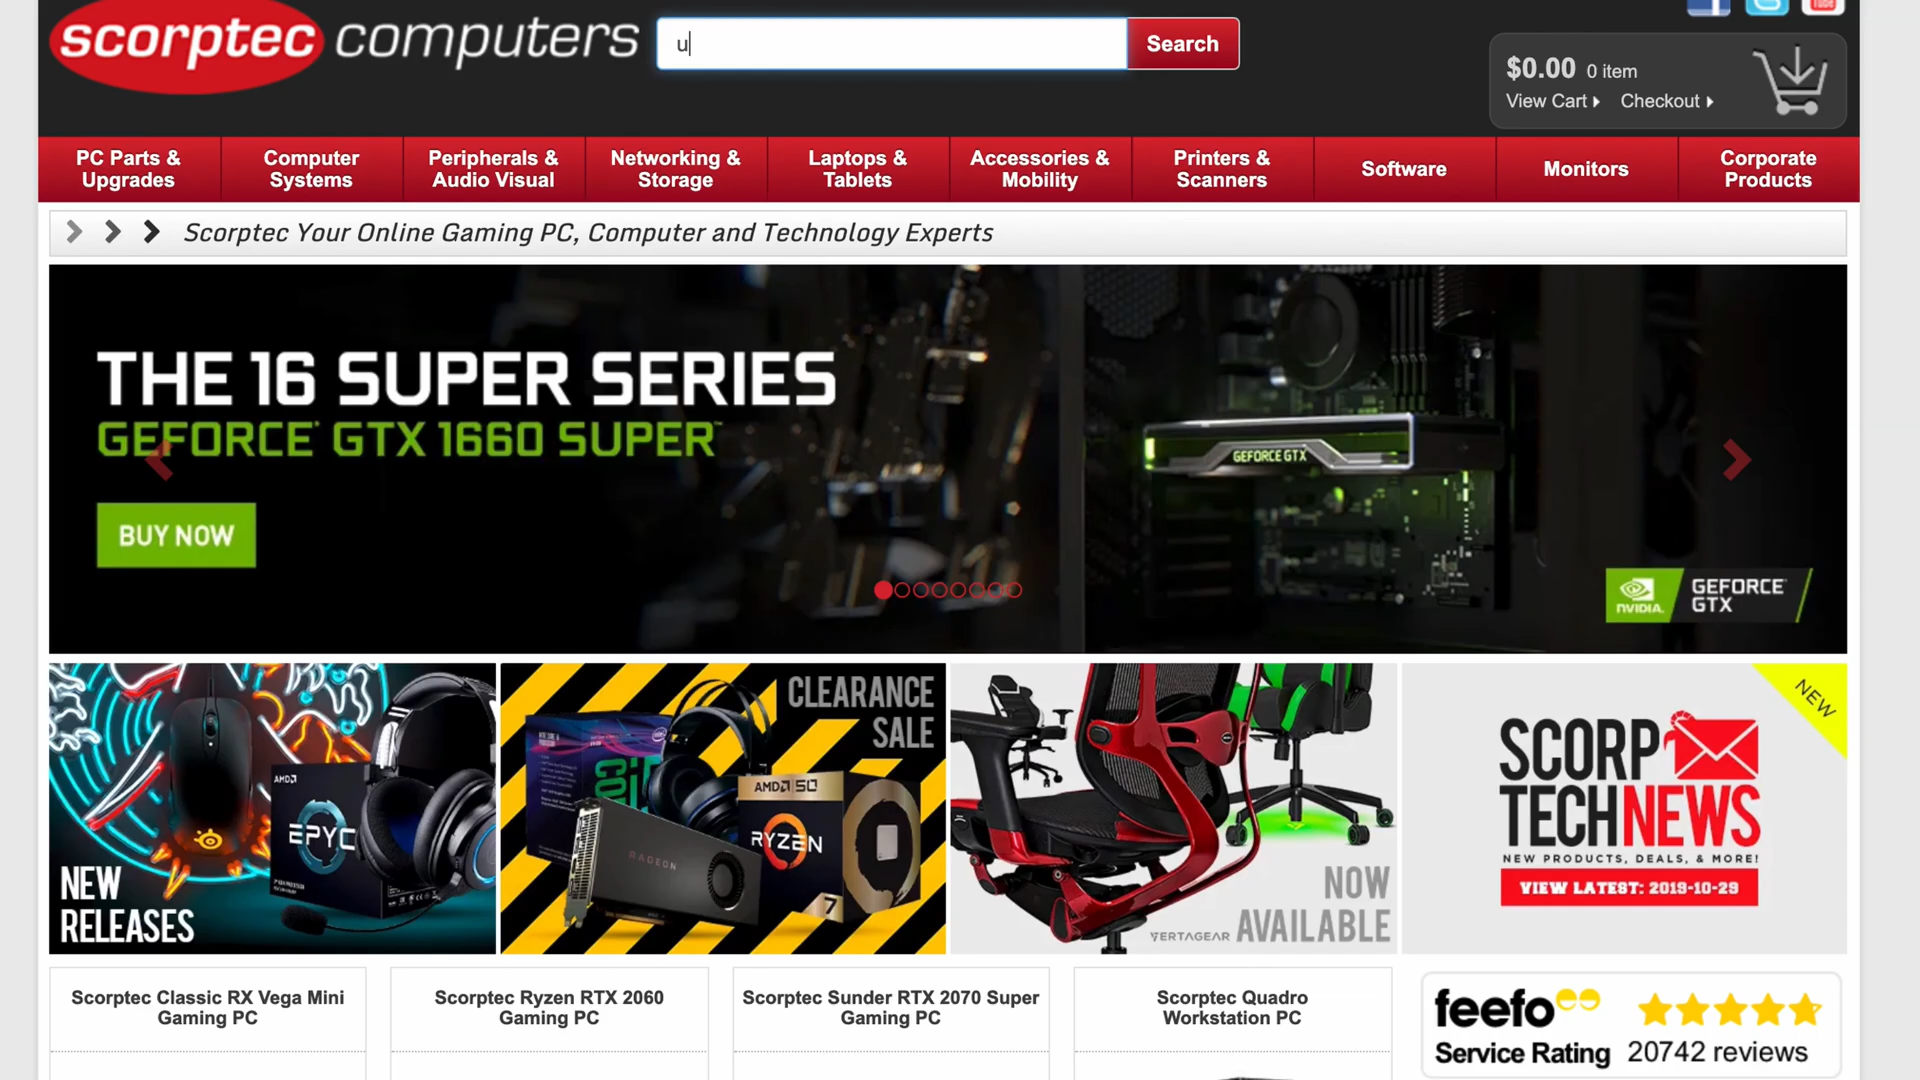 scorptec computers
u
Search
$0.00 0 item
View Cart Checkout
PC Parts & Upgrades
Computer Systems
Peripherals & Audio Visual
Networking & Storage
Laptops & Tablets
Accessories & Mobility
Printers & Scanners
Software
Monitors
Corporate Products
Scorptec Your Online Gaming PC, Computer and Technology Experts
THE 16 SUPER SERIES
GEFORCE GTX 1660 SUPER
BUY NOW
GEFORCE GTX
NVIDIA.
GEFORCE
GTX
AMD
EPYC
NEW
RELEASES
CLEARANCE
SALE
RADEON
AMD 50
RYZEN
7
NOW
VERTAGEAR AVAILABLE
NEW
SCORP
TECHNEWS
NEW PRODUCTS, DEALS, & MORE!
VIEW LATEST: 2019-10-29
Scorptec Classic RX Vega Mini
Gaming PC
Scorptec Ryzen RTX 2060
Gaming PC
Scorptec Sunder RTX 2070 Super
Gaming PC
Scorptec Quadro
Workstation PC
feefo
Service Rating 20742 reviews